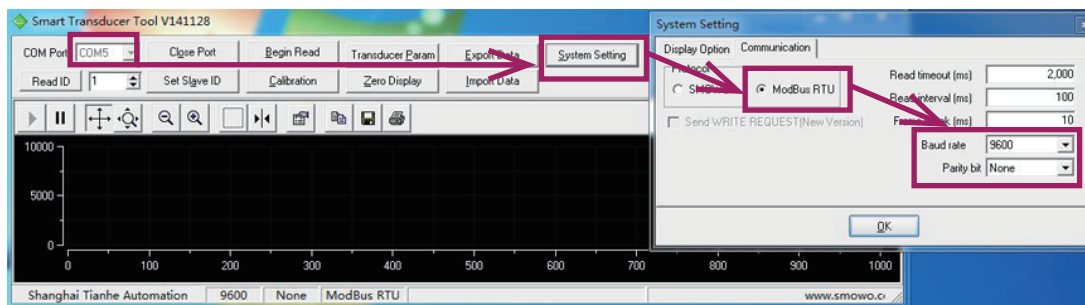 Smart Transducer Tool V141128
COM Port COM5 Close Port Begin Read Transducer Param Export Data System Setting
Read ID 1 Set Slave ID Calibration Zero Display Import Data
10000
5000
0
0 100 200 300 400 500 600 700 800 900 1000
Shanghai Tianhe Automation 9600 None ModBus RTU www.smowo.c
System Setting
Display Option Communication
Protocol
ModBus RTU
Send WRITE REQUEST(New Version)
Read timeout (ms) 2,000
Read interval (ms) 100
(ms) 10
Baud rate 9600
Parity bit None
OK